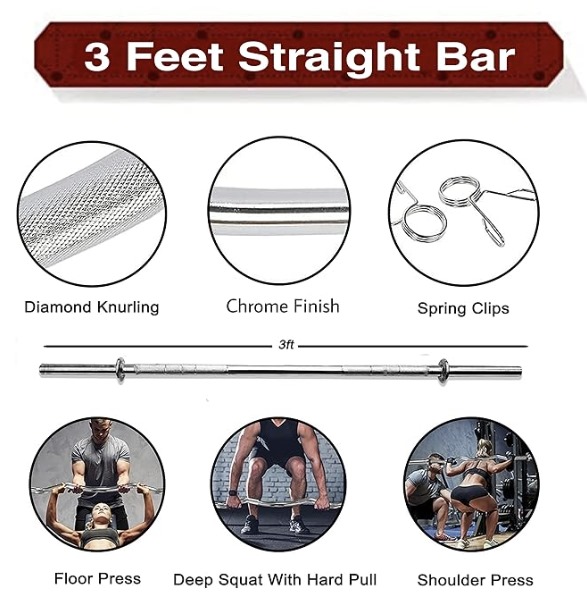 3 Feet Straight Bar
Diamond Knurling
Chrome Finish
Spring Clips
3ft
Floor Press
Deep Squat With Hard Pull
Shoulder Press